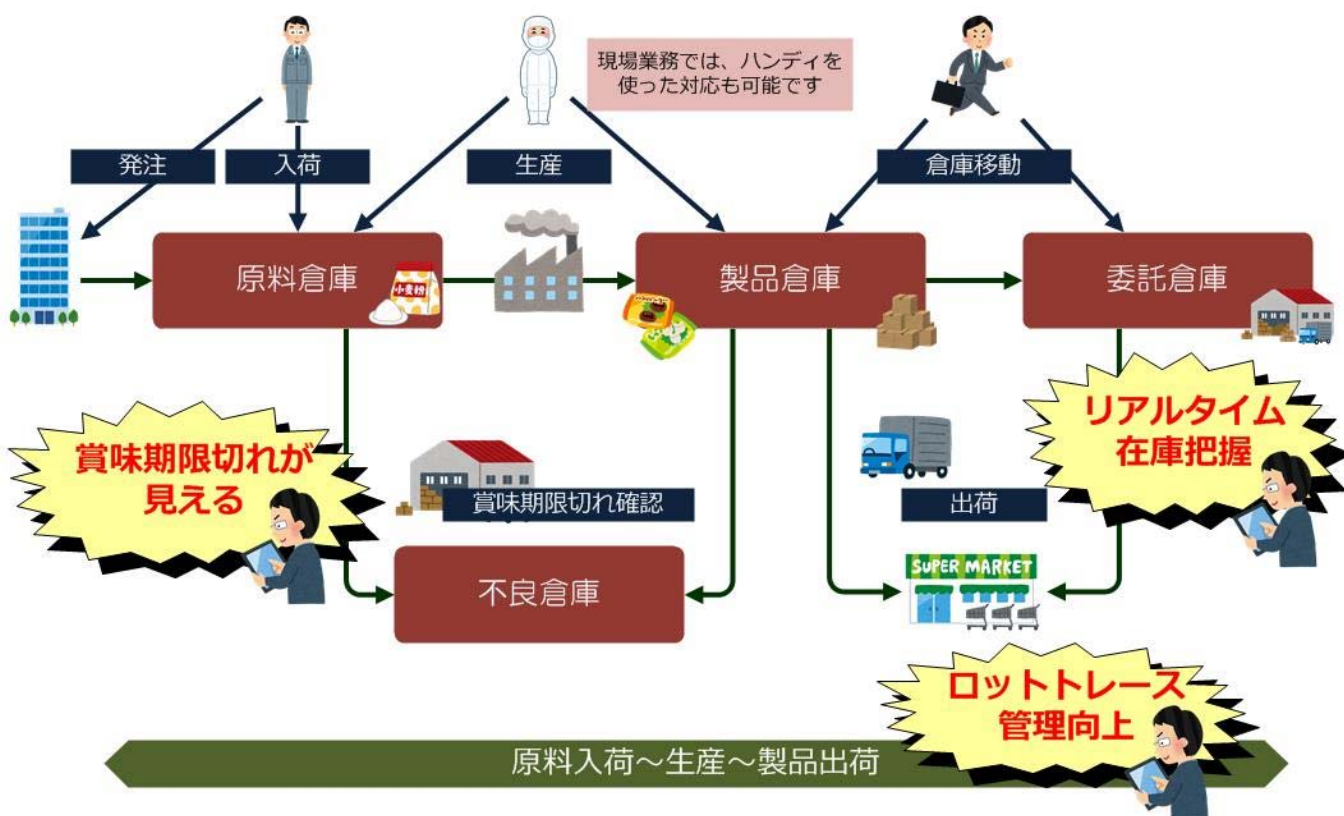 現場業務では、ハンディを
使った対応も可能です
発注
入荷
生産
倉庫移動
原料倉庫
小麦粉
製品倉庫
委託倉庫
賞味期限切れが
見える
リアルタイム
在庫把握
賞味期限切れ確認
出荷
SUPER MARKET
不良倉庫
ロットトレース
管理向上
原料入荷～生産～製品出荷